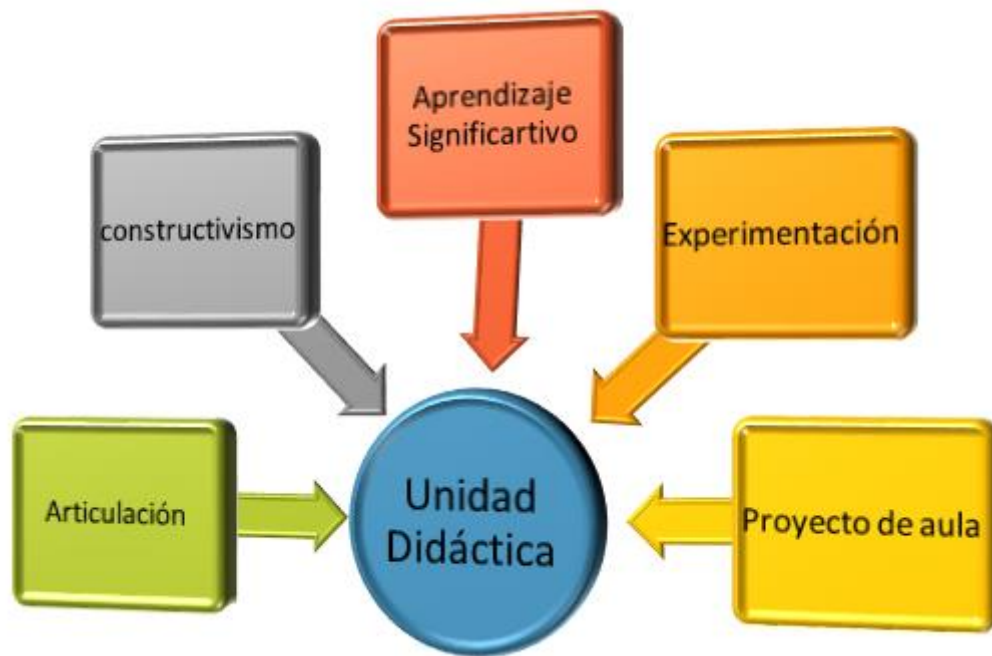 Aprendizaje
Significartivo
constructivismo
Experimentación
Articulación
Unidad
Didáctica
Proyecto de aula